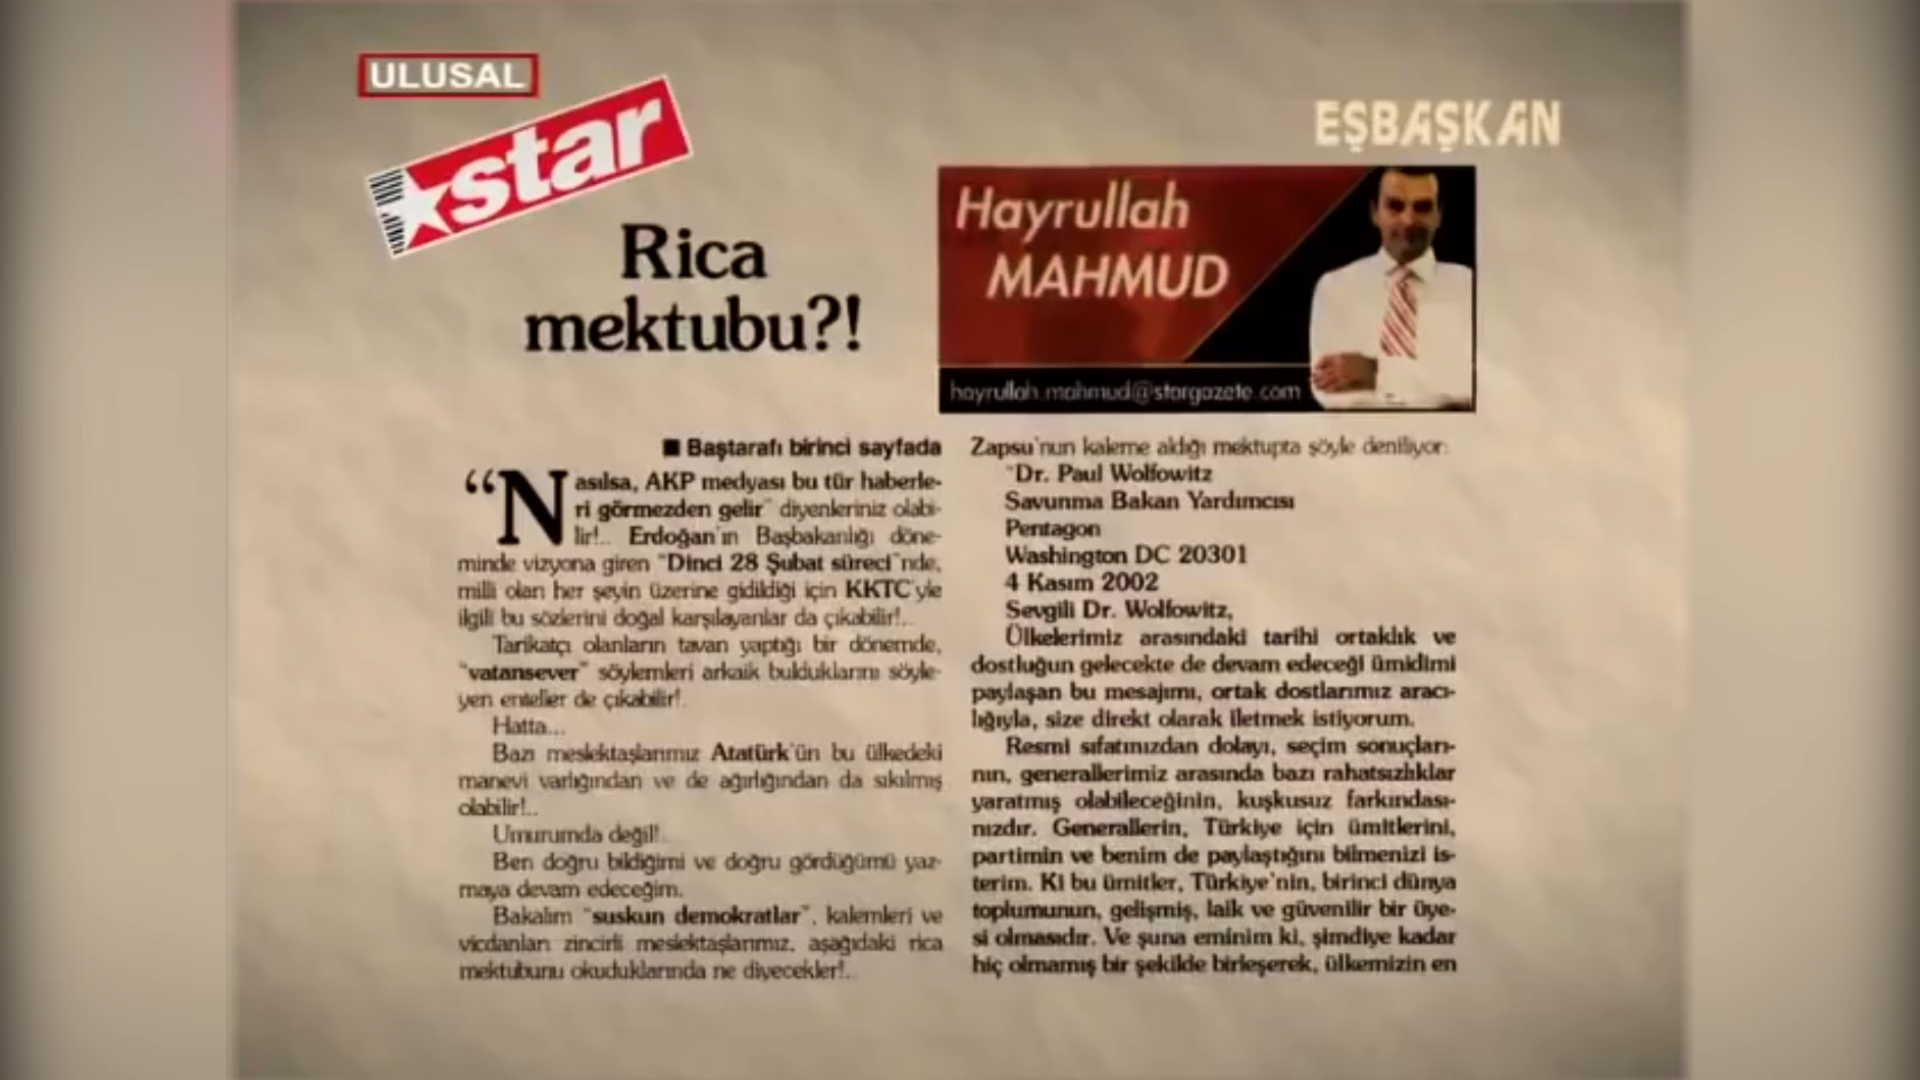 ULUSAL
star
EŞBAŞKAN
Rica
mektubu?!
Hayrullah
MAHMUD
hayrullah.mahmud@stargazete.com
■ Baştarafı birinci sayfada
“Nasılsa, AKP medyası bu tür haberle-
ri görmezden gelir” diyenleriniz olabi-
lir!.. Erdoğan'ın Başbakanlığı döne-
minde vizyona giren “Dinci 28 Şubat süreci”nde,
milli olan her şeyin üzerine gidildiği için KKTC'yle
ilgili bu sözlerini doğal karşılayanlar da çıkabilir!..
Tarikatçı olanların tavan yaptığı bir dönemde,
“vatansever” söylemleri arkaik bulduklarını söyle-
yen enteller de çıkabilir!.
Hatta...
Bazı meslektaşlarımız Atatürk'ün bu ülkedeki
manevi varlığından ve de ağırlığından da sıkılmış
olabilir!..
Umurumda değil!.
Ben doğru bildiğimi ve doğru gördüğümü yaz-
maya devam edeceğim.
Bakalım “suskun demokratlar”, kalemleri ve
vicdanları zincirli meslektaşlarımız, aşağıdaki rica
mektubunu okuduklarında ne diyecekler!..
Zapsu'nun kaleme aldığı mektupta şöyle deniliyor:
“Dr. Paul Wolfowitz
Savunma Bakan Yardımcısı
Pentagon
Washington DC 20301
4 Kasım 2002
Sevgili Dr. Wolfowitz,
Ülkelerimiz arasındaki tarihi ortaklık ve
dostluğun gelecekte de devam edeceği ümidimi
paylaşan bu mesajımı, ortak dostlarımız aracı-
lığıyla, size direkt olarak iletmek istiyorum.
Resmi sıfatınızdan dolayı, seçim sonuçları-
nın, generallerimiz arasında bazı rahatsızlıklar
yaratmış olabileceğinin, kuşkusuz farkındası-
nızdır. Generallerin, Türkiye için ümitlerini,
partimin ve benim de paylaştığını bilmenizi is-
terim. Ki bu ümitler, Türkiye'nin, birinci dünya
toplumunun, gelişmiş, laik ve güvenilir bir üye-
si olmasıdır. Ve şuna eminim ki, şimdiye kadar
hiç olmamış bir şekilde birleşerek, ülkemizin en